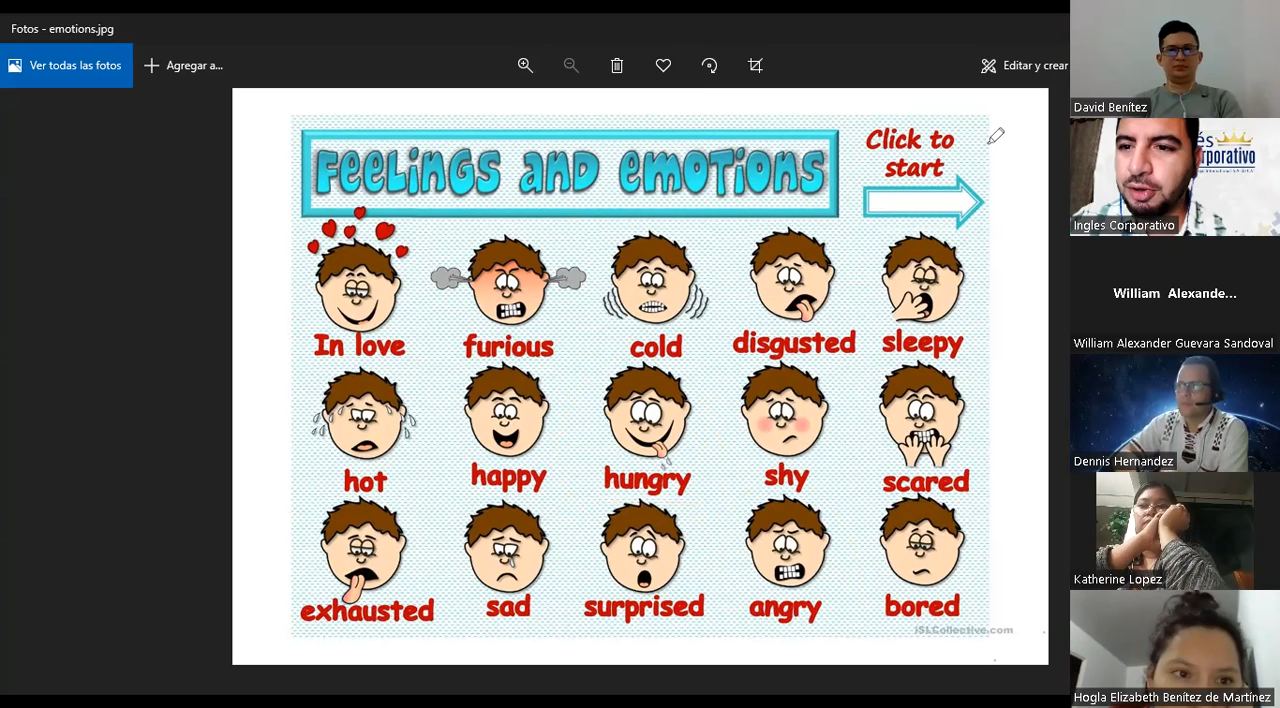 Fotos - emotions.jpg
Ver todas las fotos
Agregar a...
Editar y crear
Feelings and emotions
Click to
start
In love
furious
cold
disgusted
sleepy
hot
happy
hungry
shy
scared
exhausted
sad
surprised
angry
bored
iSLCollective.com
David Benítez
Ingles Corporativo
William Alexande...
William Alexander Guevara Sandoval
Dennis Hernandez
Katherine Lopez
Hogla Elizabeth Benítez de Martínez